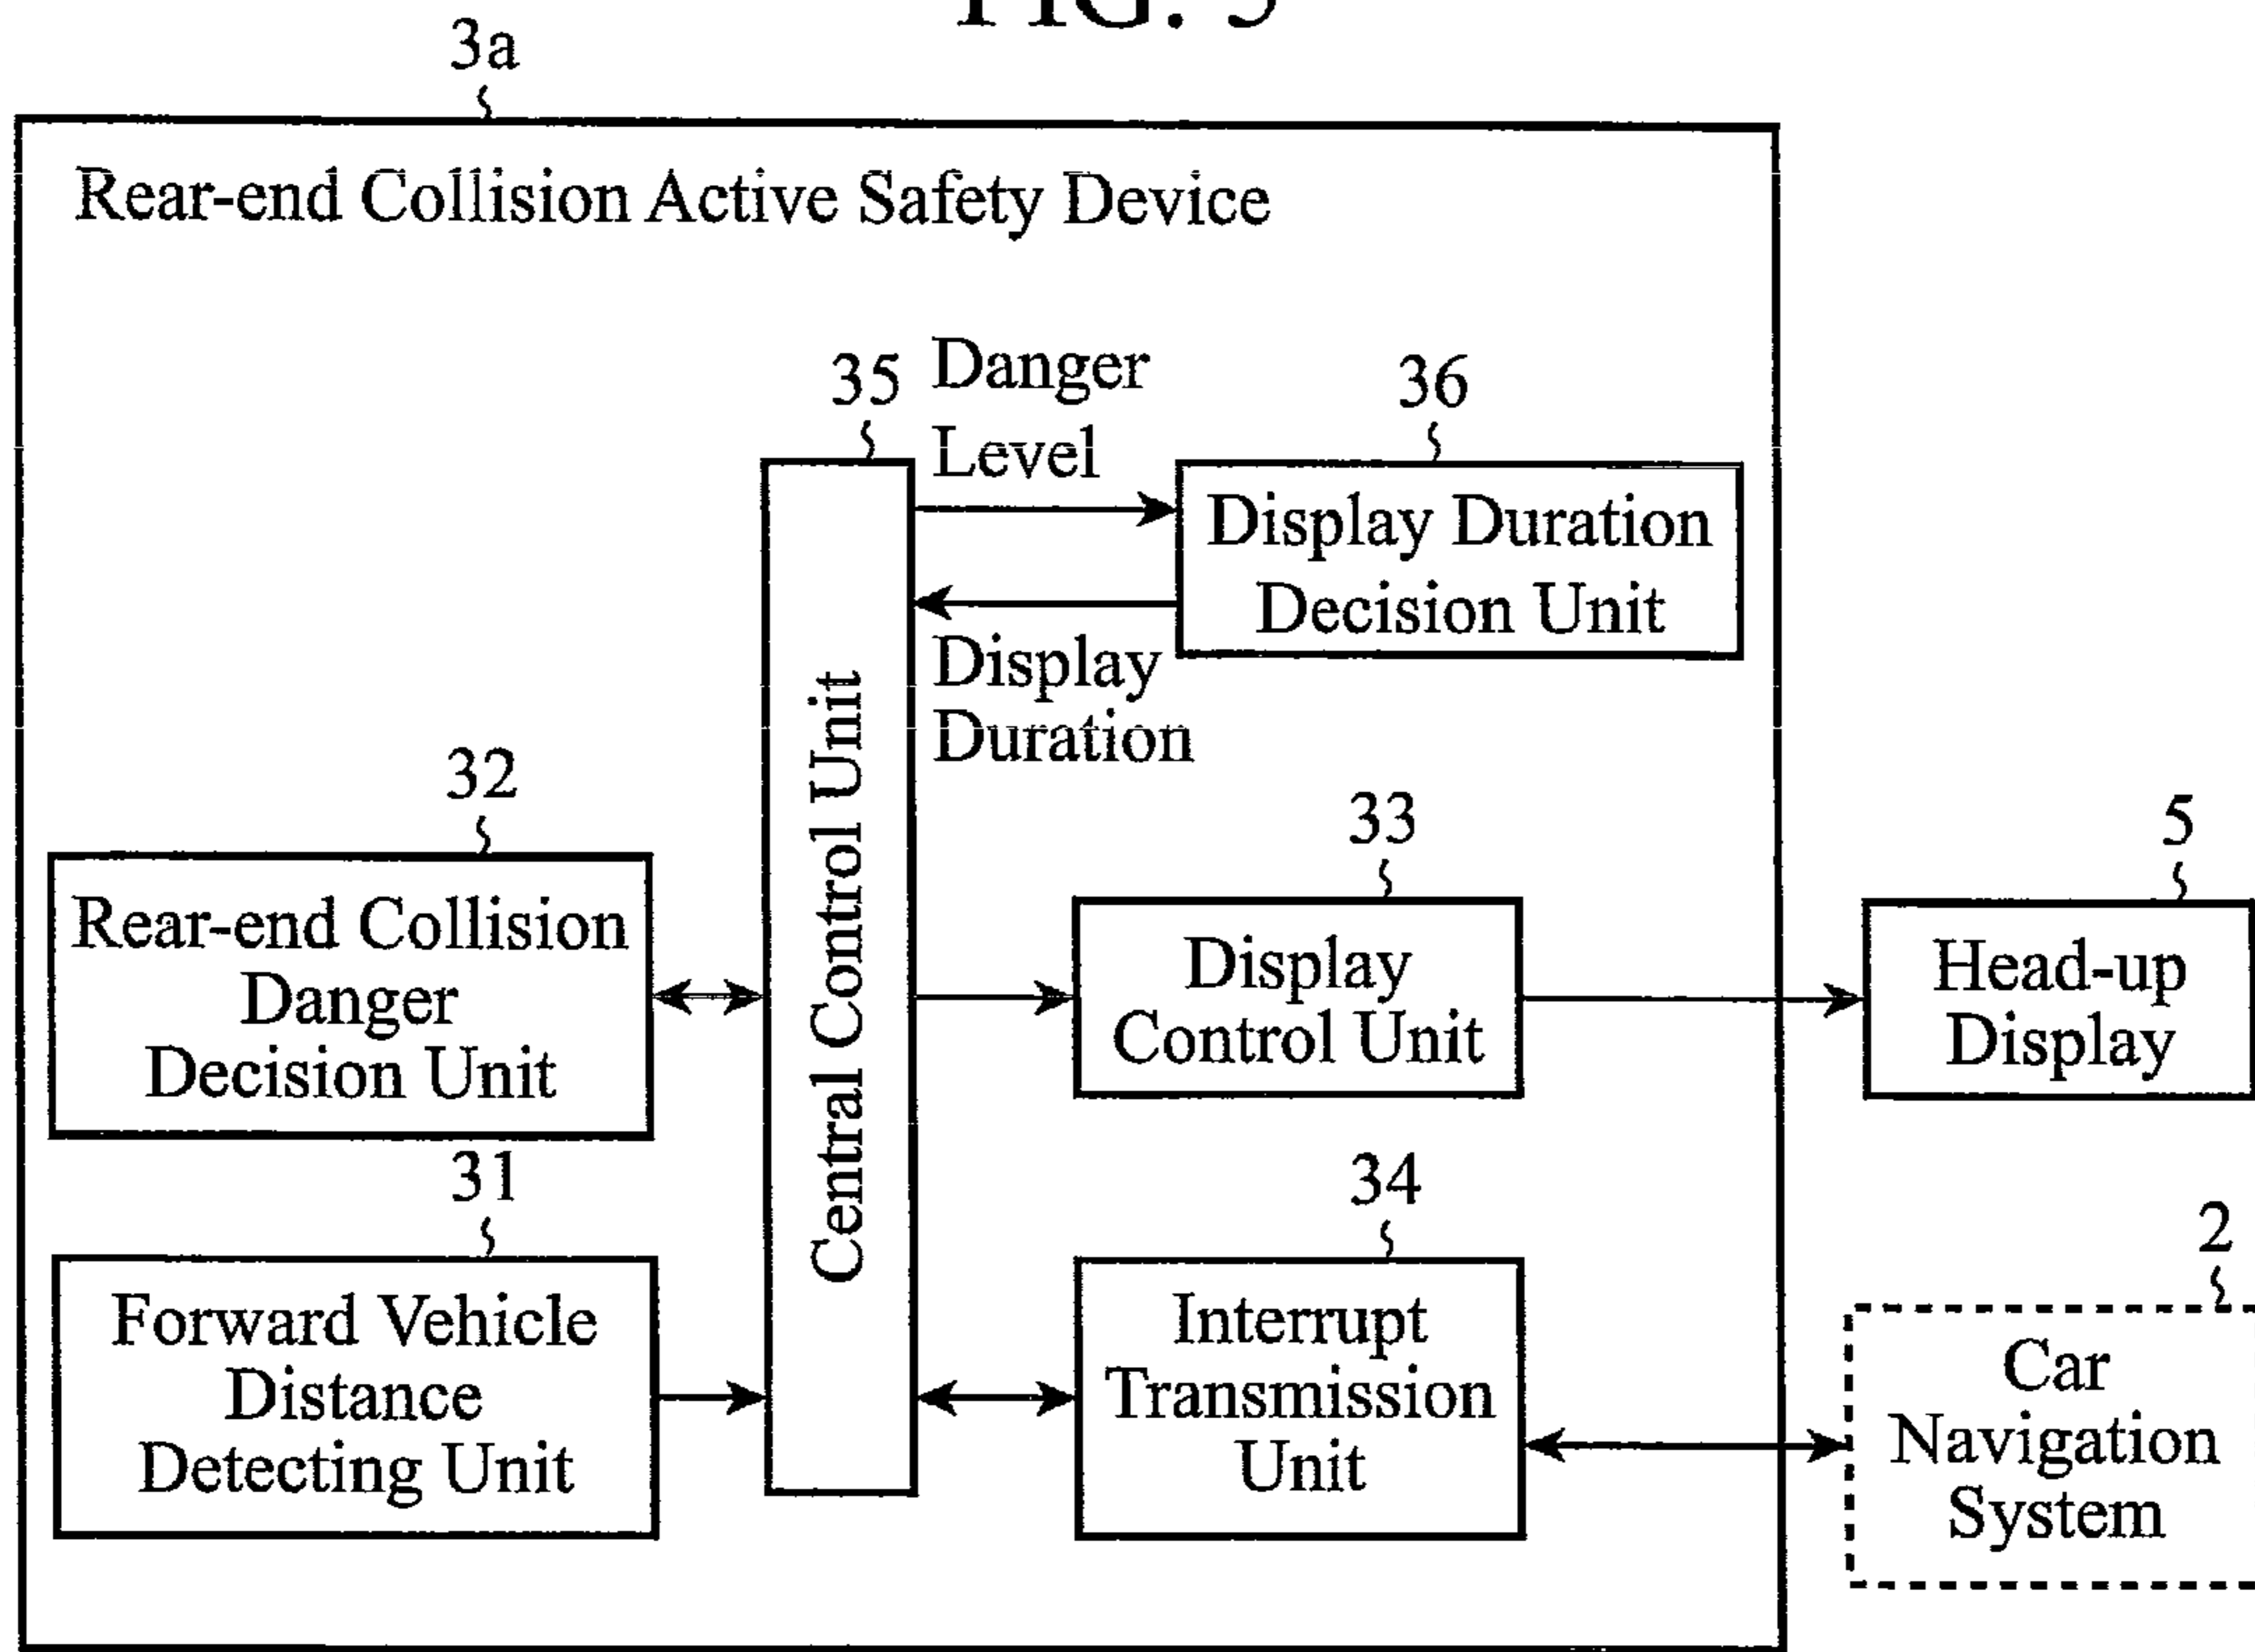 FIG. 5
3a
Rear-end Collision Active Safety Device
35
Danger
Level
36
Display Duration
Decision Unit
Display
Duration
Central Control Unit
32
Rear-end Collision
Danger
Decision Unit
33
Display
Control Unit
5
Head-up
Display
31
Forward Vehicle
Distance
Detecting Unit
34
Interrupt
Transmission
Unit
2
Car
Navigation
System